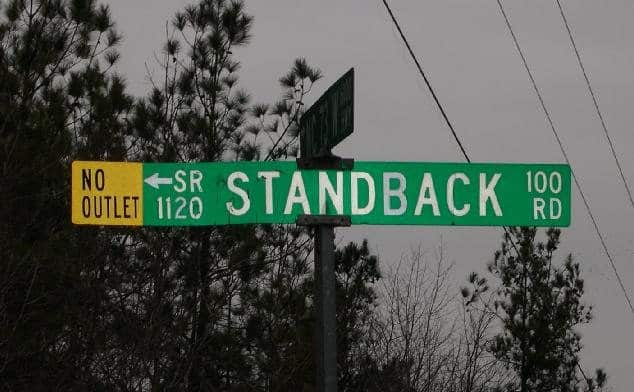 NO
OUTLET
←SR
1120
STANDBACK
100
RD